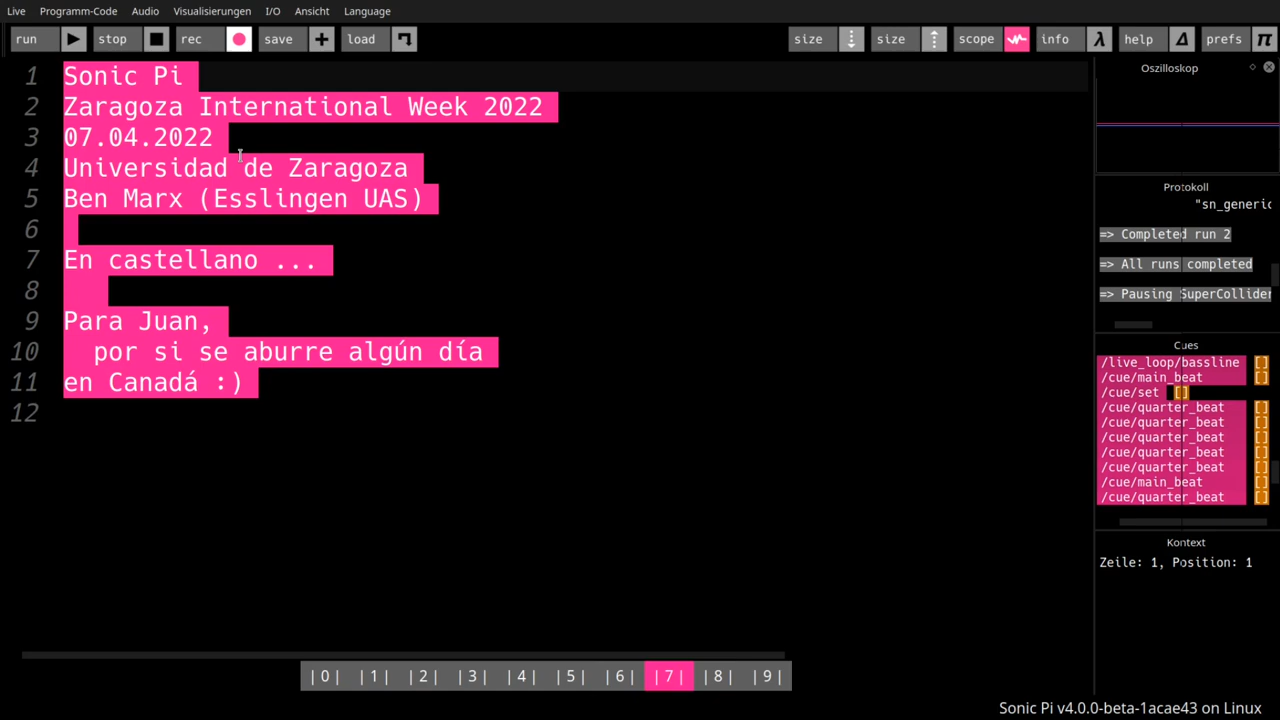 Live Programm-Code Audio Visualisierungen I/O Ansicht Language
run stop rec save load size size scope info help prefs
1 Sonic Pi
2 Zaragoza International Week 2022
3 07.04.2022
4 Universidad de Zaragoza
5 Ben Marx (Esslingen UAS)
6
7 En castellano ...
8
9 Para Juan,
10 por si se aburre algún día
11 en Canadá :)
12
Oszilloskop
Protokoll
"sn_generic
=> Completed run 2
=> All runs completed
=> Pausing SuperCollider
Cues
/live_loop/bassline []
/cue/main_beat []
/cue/set []
/cue/quarter_beat []
/cue/quarter_beat []
/cue/quarter_beat []
/cue/quarter_beat []
/cue/quarter_beat []
/cue/main_beat []
/cue/quarter_beat []
Kontext
Zeile: 1, Position: 1
|0| |1| |2| |3| |4| |5| |6| |7| |8| |9|
Sonic Pi v4.0.0-beta-1acae43 on Linux